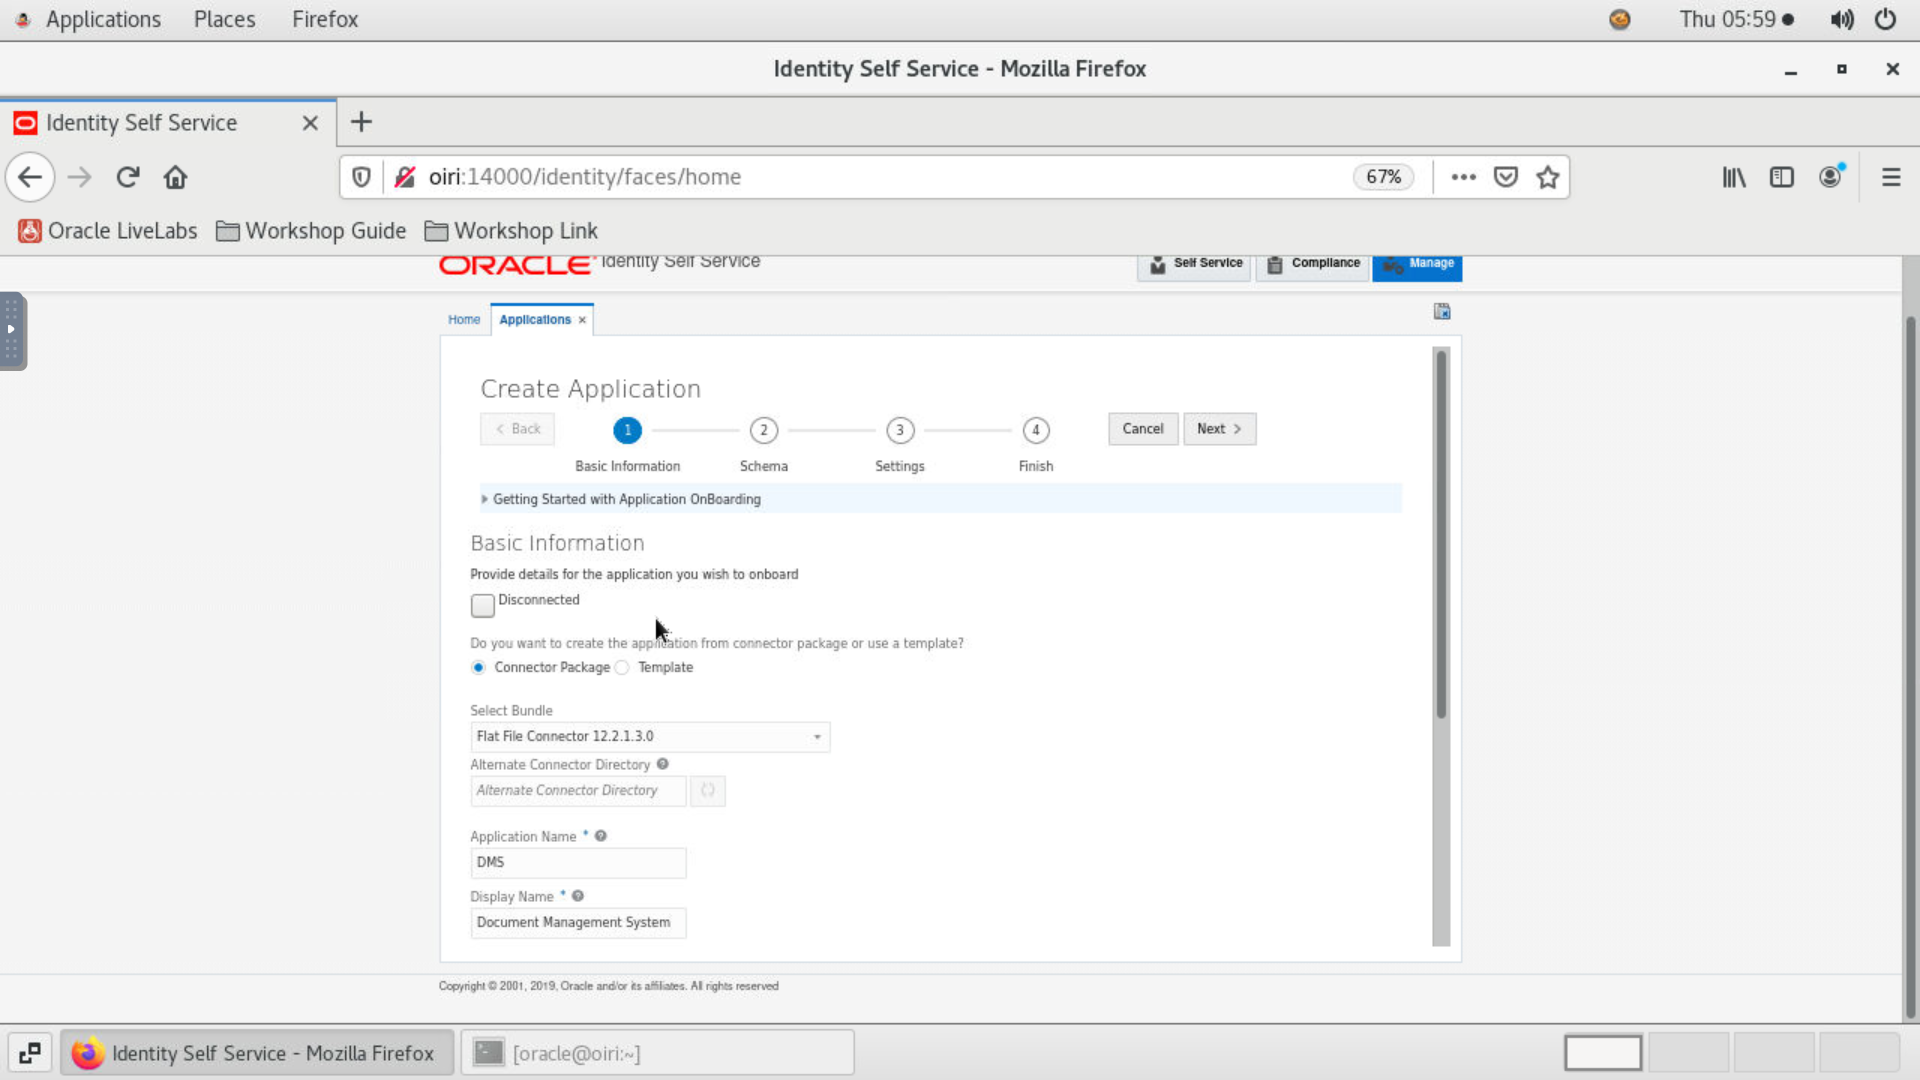 Applications Places Firefox Thu 05:59
Identity Self Service - Mozilla Firefox
Identity Self Service
oiri:14000/identity/faces/home 67%
Oracle LiveLabs Workshop Guide Workshop Link
ORACLE Identity Self Service Self Service Compliance Manage
Home Applications
Create Application
Back 1 2 3 4 Cancel Next
Basic Information Schema Settings Finish
Getting Started with Application OnBoarding
Basic Information
Provide details for the application you wish to onboard
Disconnected
Do you want to create the application from connector package or use a template?
Connector Package Template
Select Bundle
Flat File Connector 12.2.1.3.0
Alternate Connector Directory
Alternate Connector Directory
Application Name *
DMS
Display Name *
Document Management System
Copyright © 2001, 2019, Oracle and/or its affiliates. All rights reserved
Identity Self Service - Mozilla Firefox [oracle@oiri:~]